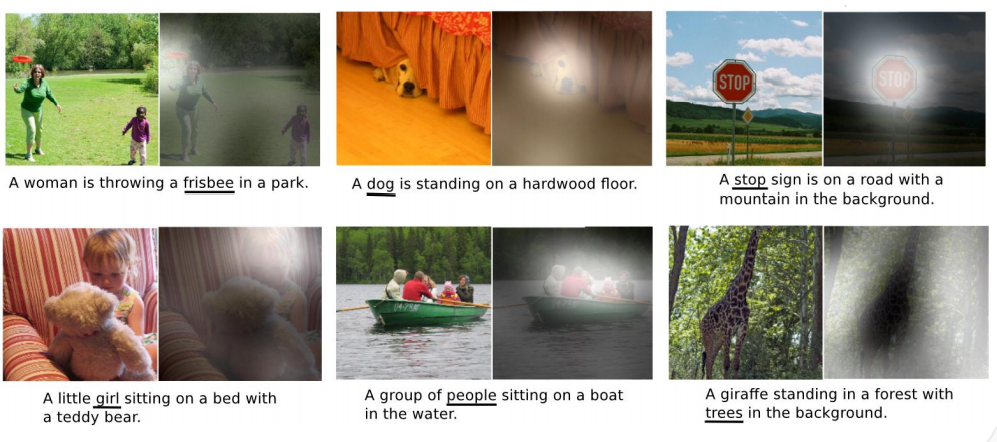 A woman is throwing a frisbee in a park.
STOP
STOP
A dog is standing on a hardwood floor.
A stop sign is on a road with a
mountain in the background.
A little girl sitting on a bed with
a teddy bear.
A group of people sitting on a boat
in the water.
A giraffe standing in a forest with
trees in the background.